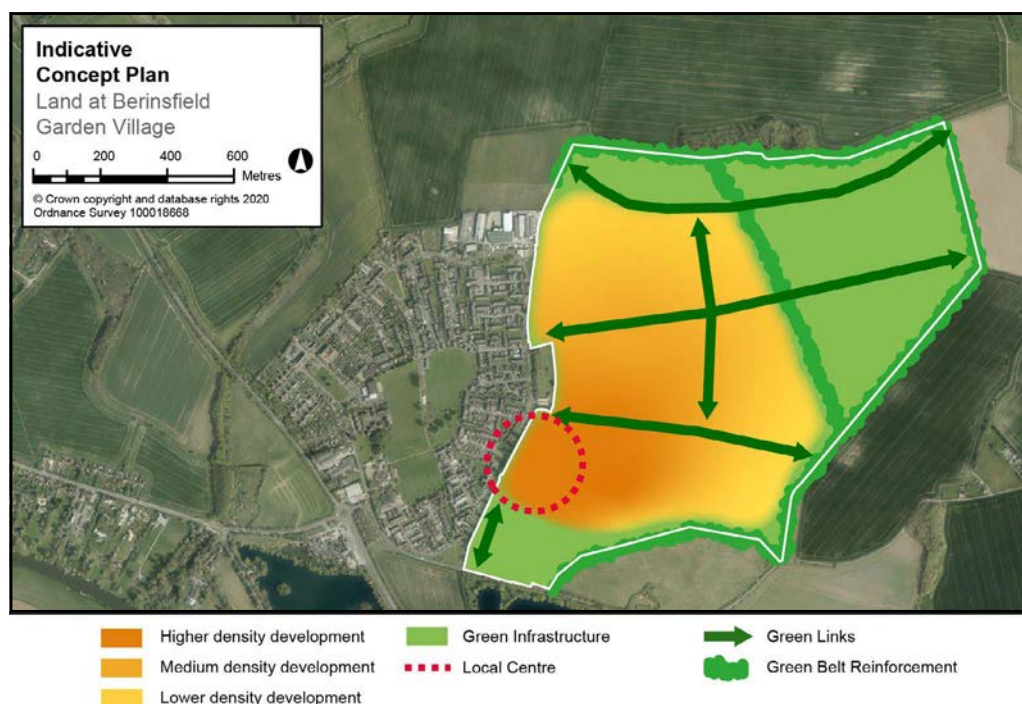 Indicative
Concept Plan
Land at Berinsfield
Garden Village
0 200 400 600
Metres
© Crown copyright and database rights 2020
Ordnance Survey 100018668
Higher density development
Medium density development
Lower density development
Green Infrastructure
Local Centre
Green Links
Green Belt Reinforcement